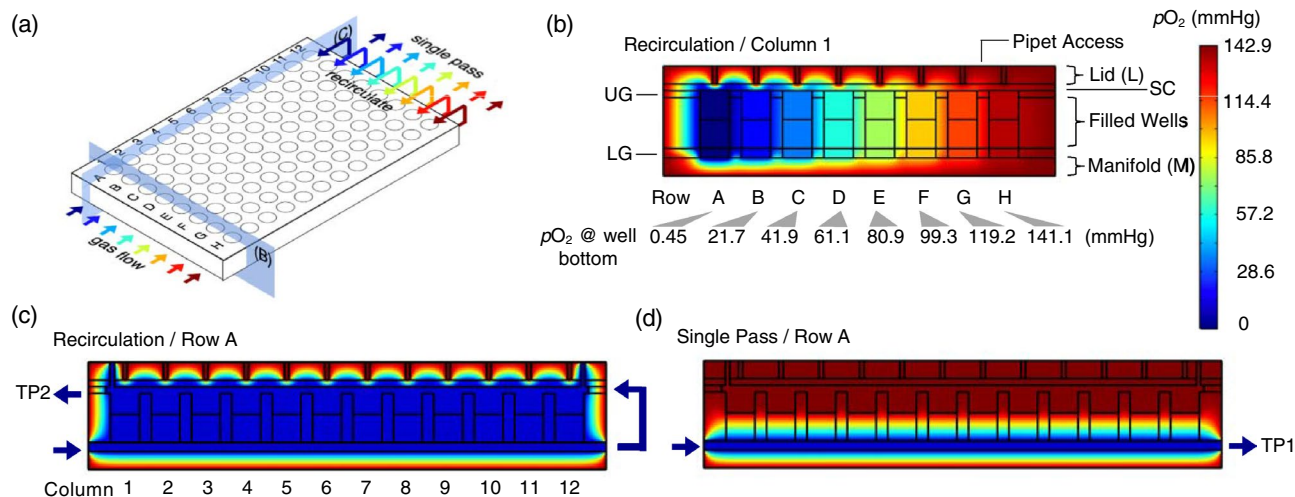 (a)
1 2 3 4 5 6 7 8 9 10 11 12
A B C D E F G H
(C)
(B)
single pass
recirculate
gas flow
(b)
Recirculation / Column 1
Pipet Access
UG
LG
Lid (L)
SC
Filled Wells
Manifold (M)
Row A B C D E F G H
pO₂ @ well bottom 0.45 21.7 41.9 61.1 80.9 99.3 119.2 141.1 (mmHg)
pO₂ (mmHg)
142.9
114.4
85.8
57.2
28.6
0
(c)
Recirculation / Row A
TP2
Column 1 2 3 4 5 6 7 8 9 10 11 12
(d)
Single Pass / Row A
TP1